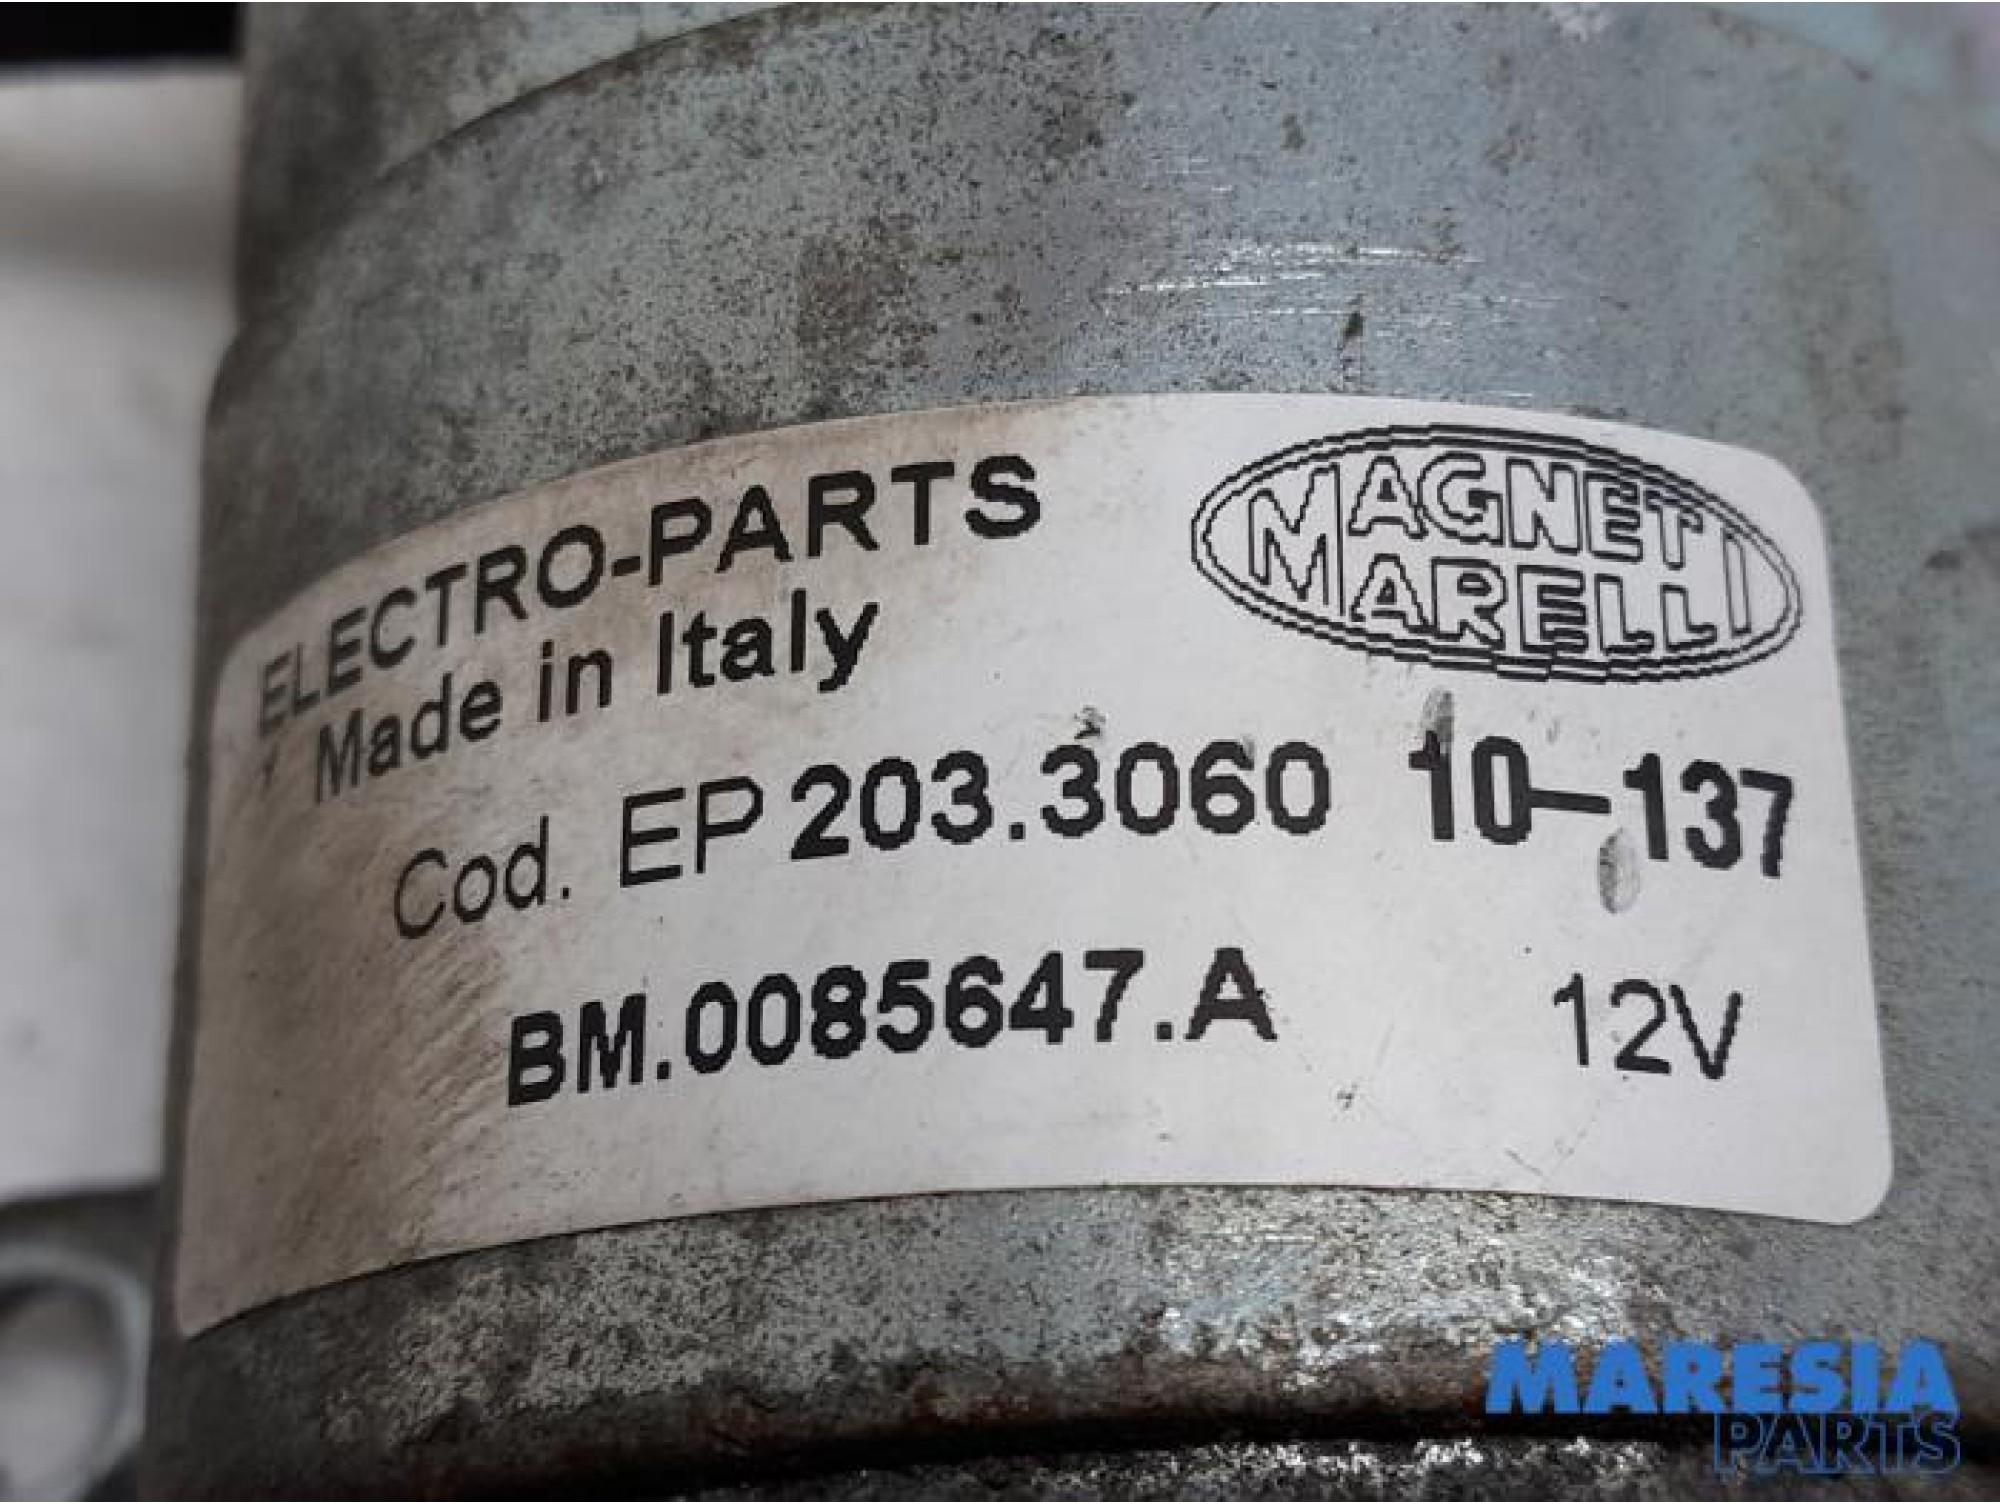 ELECTRO-PARTS
Made in Italy
MAGNETI
MARELLI
Cod. EP 203.3060 10-137
BM.0085647.A 12V
MARESIA
PARTS